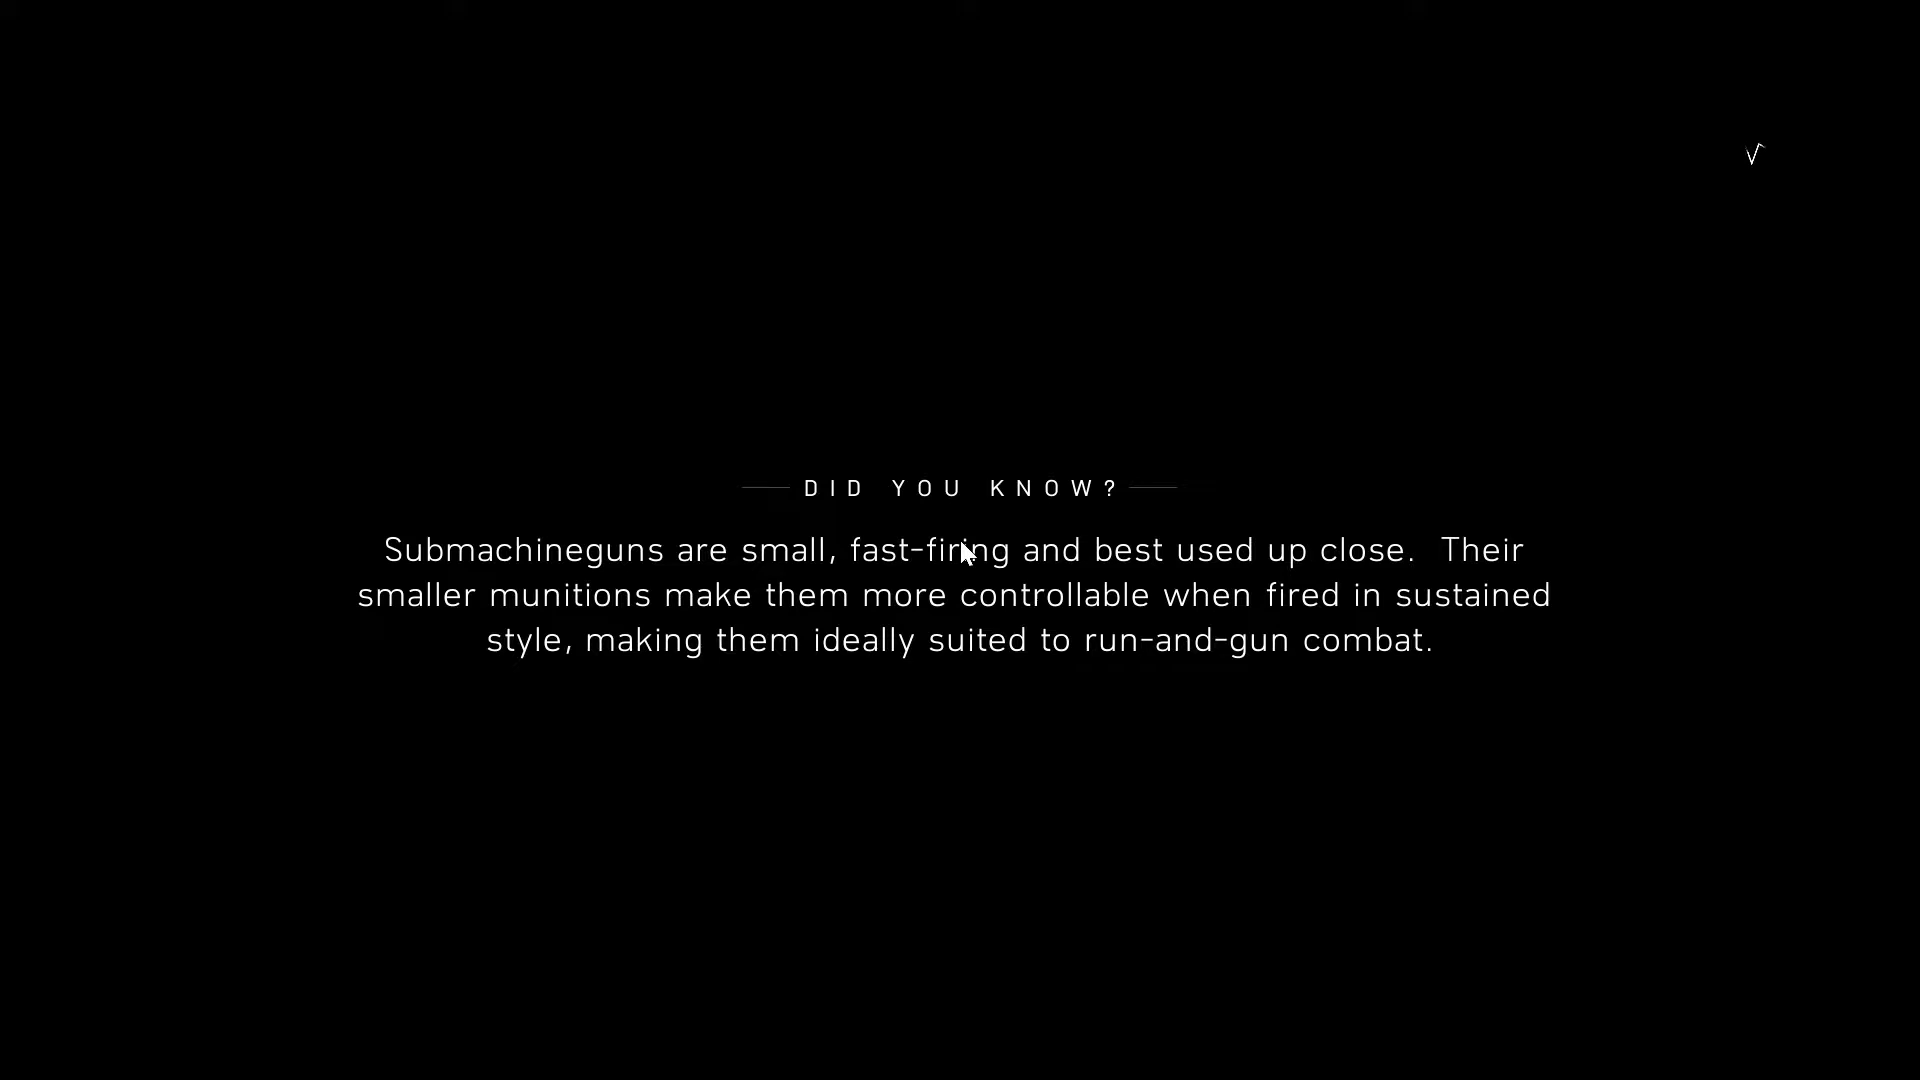 DID YOU KNOW?
Submachineguns are small, fast-firing and best used up close.  Their
smaller munitions make them more controllable when fired in sustained
style, making them ideally suited to run-and-gun combat.